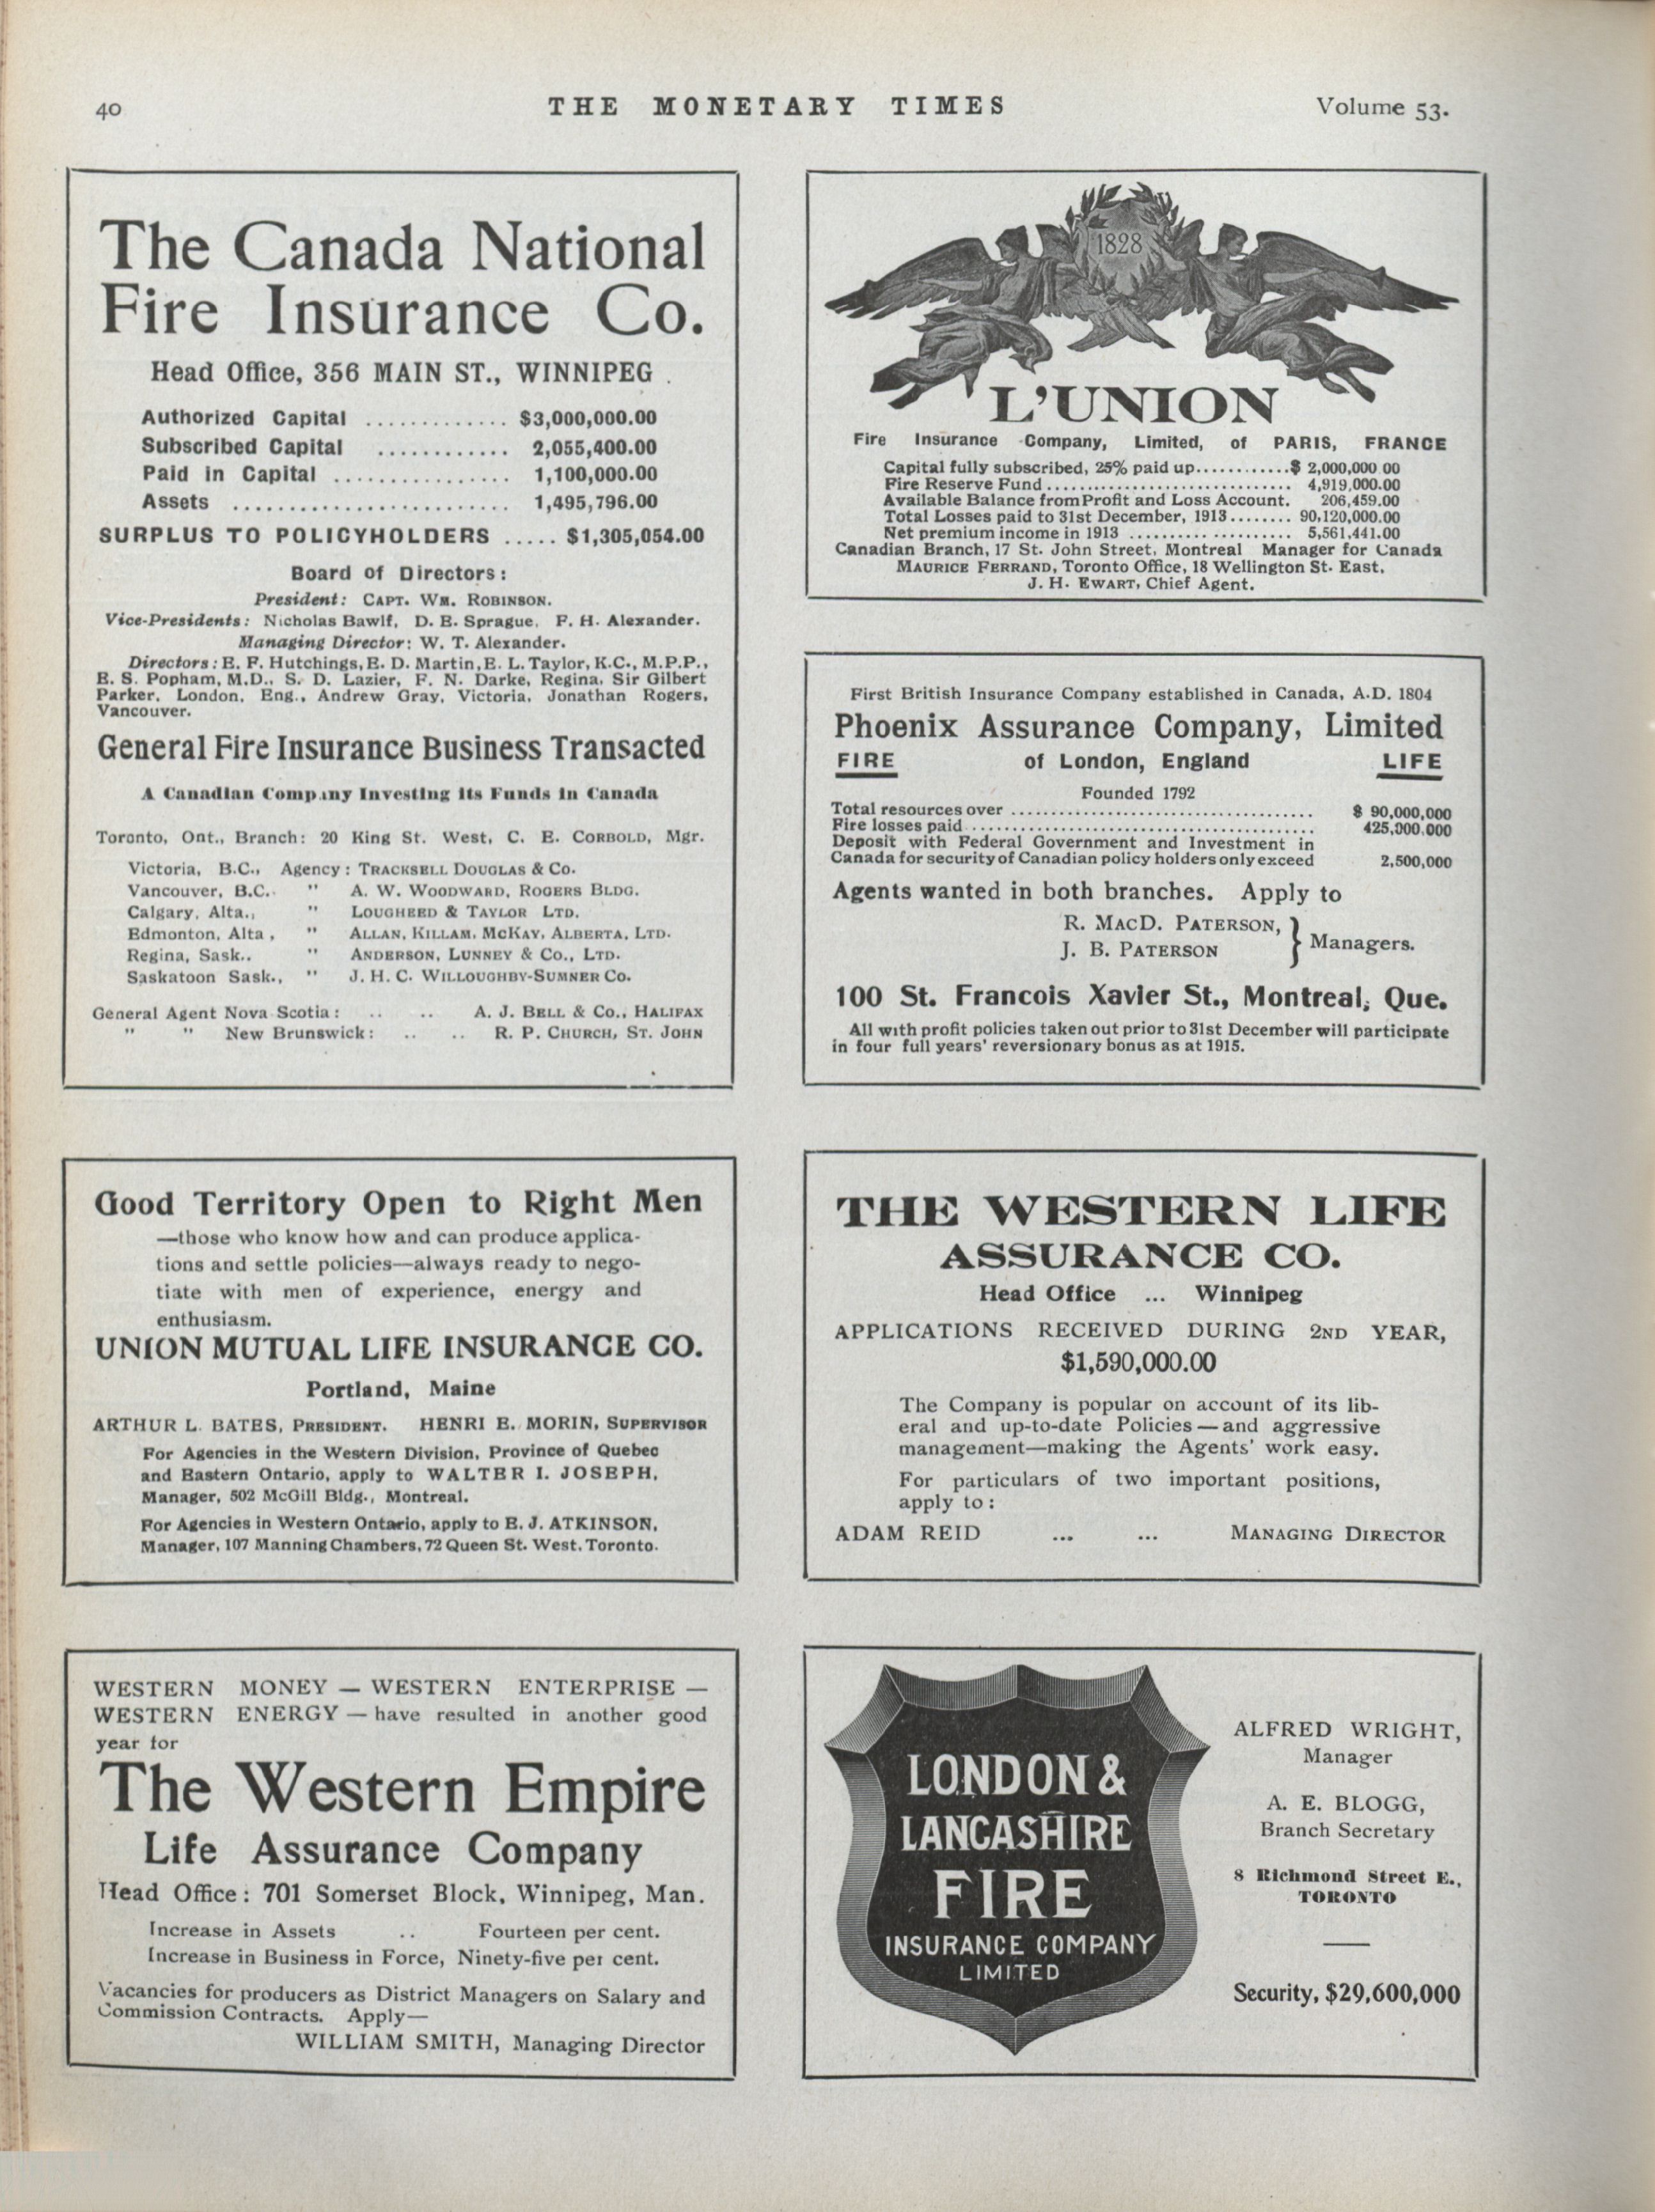 40
THE MONETARY TIMES
Volume 53.
The Canada National
Fire Insurance Co.
Head Office, 356 MAIN ST., WINNIPEG .
Authorized Capital ............. $3,000,000.00
Subscribed Capital ............ 2,055,400.00
Paid in Capital ................ 1,100,000.00
Assets ........................ 1,495,796.00
SURPLUS TO POLICYHOLDERS ..... $1,305,054.00
Board of Directors:
President: CAPT. WM. ROBINSON.
Vice-Presidents: Nicholas Bawlf, D. E. Sprague, F. H. Alexander.
Managing Director: W. T. Alexander.
Directors: E. F. Hutchings, E. D. Martin, E. L. Taylor, K.C., M.P.P.,
E. S. Popham, M.D., S. D. Lazier, F. N. Darke, Regina, Sir Gilbert
Parker, London, Eng., Andrew Gray, Victoria, Jonathan Rogers,
Vancouver.
General Fire Insurance Business Transacted
A Canadian Company Investing its Funds in Canada
Toronto, Ont., Branch: 20 King St. West, C. E. CORBOLD, Mgr.
Victoria, B.C., Agency: TRACKSELL DOUGLAS & CO.
Vancouver, B.C. " A. W. WOODWARD, ROGERS BLDG.
Calgary, Alta., " LOUGHEED & TAYLOR LTD.
Edmonton, Alta , " ALLAN, KILLAM, MCKAY, ALBERTA, LTD.
Regina, Sask.. " ANDERSON, LUNNEY & CO., LTD.
Saskatoon Sask., " J. H. C. WILLOUGHBY-SUMNER CO.
General Agent Nova Scotia: .. .. A. J. BELL & CO., HALIFAX
" " New Brunswick: .. .. R. P. CHURCH, ST. JOHN
1828
L'UNION
Fire Insurance Company, Limited, of PARIS, FRANCE
Capital fully subscribed, 25% paid up............$ 2,000,000 00
Fire Reserve Fund............................... 4,919,000.00
Available Balance from Profit and Loss Account. 206,459.00
Total Losses paid to 31st December, 1913........ 90,120,000.00
Net premium income in 1913 .................... 5,561,441.00
Canadian Branch, 17 St. John Street, Montreal Manager for Canada
MAURICE FERRAND, Toronto Office, 18 Wellington St. East,
J. H. EWART, Chief Agent.
First British Insurance Company established in Canada, A.D. 1804
Phoenix Assurance Company, Limited
FIRE of London, England LIFE
Founded 1792
Total resources over ..................................... $ 90,000,000
Fire losses paid.......................................... 425,000,000
Deposit with Federal Government and Investment in
Canada for security of Canadian policy holders only exceed 2,500,000
Agents wanted in both branches. Apply to
R. MACD. PATERSON,
J. B. PATERSON } Managers.
100 St. Francois Xavier St., Montreal, Que.
All with profit policies taken out prior to 31st December will participate
in four full years' reversionary bonus as at 1915.
Good Territory Open to Right Men
—those who know how and can produce applica-
tions and settle policies—always ready to nego-
tiate with men of experience, energy and
enthusiasm.
UNION MUTUAL LIFE INSURANCE CO.
Portland, Maine
ARTHUR L. BATES, PRESIDENT. HENRI E. MORIN, SUPERVISOR
For Agencies in the Western Division, Province of Quebec
and Eastern Ontario, apply to WALTER I. JOSEPH,
Manager, 502 McGill Bldg., Montreal.
For Agencies in Western Ontario, apply to E. J. ATKINSON,
Manager, 107 Manning Chambers, 72 Queen St. West, Toronto.
THE WESTERN LIFE
ASSURANCE CO.
Head Office ... Winnipeg
APPLICATIONS RECEIVED DURING 2ND YEAR,
$1,590,000.00
The Company is popular on account of its lib-
eral and up-to-date Policies—and aggressive
management—making the Agents' work easy.
For particulars of two important positions,
apply to:
ADAM REID ... ... MANAGING DIRECTOR
WESTERN MONEY — WESTERN ENTERPRISE —
WESTERN ENERGY — have resulted in another good
year for
The Western Empire
Life Assurance Company
Head Office: 701 Somerset Block, Winnipeg, Man.
Increase in Assets .. Fourteen per cent.
Increase in Business in Force, Ninety-five per cent.
Vacancies for producers as District Managers on Salary and
Commission Contracts. Apply—
WILLIAM SMITH, Managing Director
LONDON &
LANCASHIRE
FIRE
INSURANCE COMPANY
LIMITED
ALFRED WRIGHT,
Manager
A. E. BLOGG,
Branch Secretary
8 Richmond Street E.,
TORONTO
Security, $29,600,000